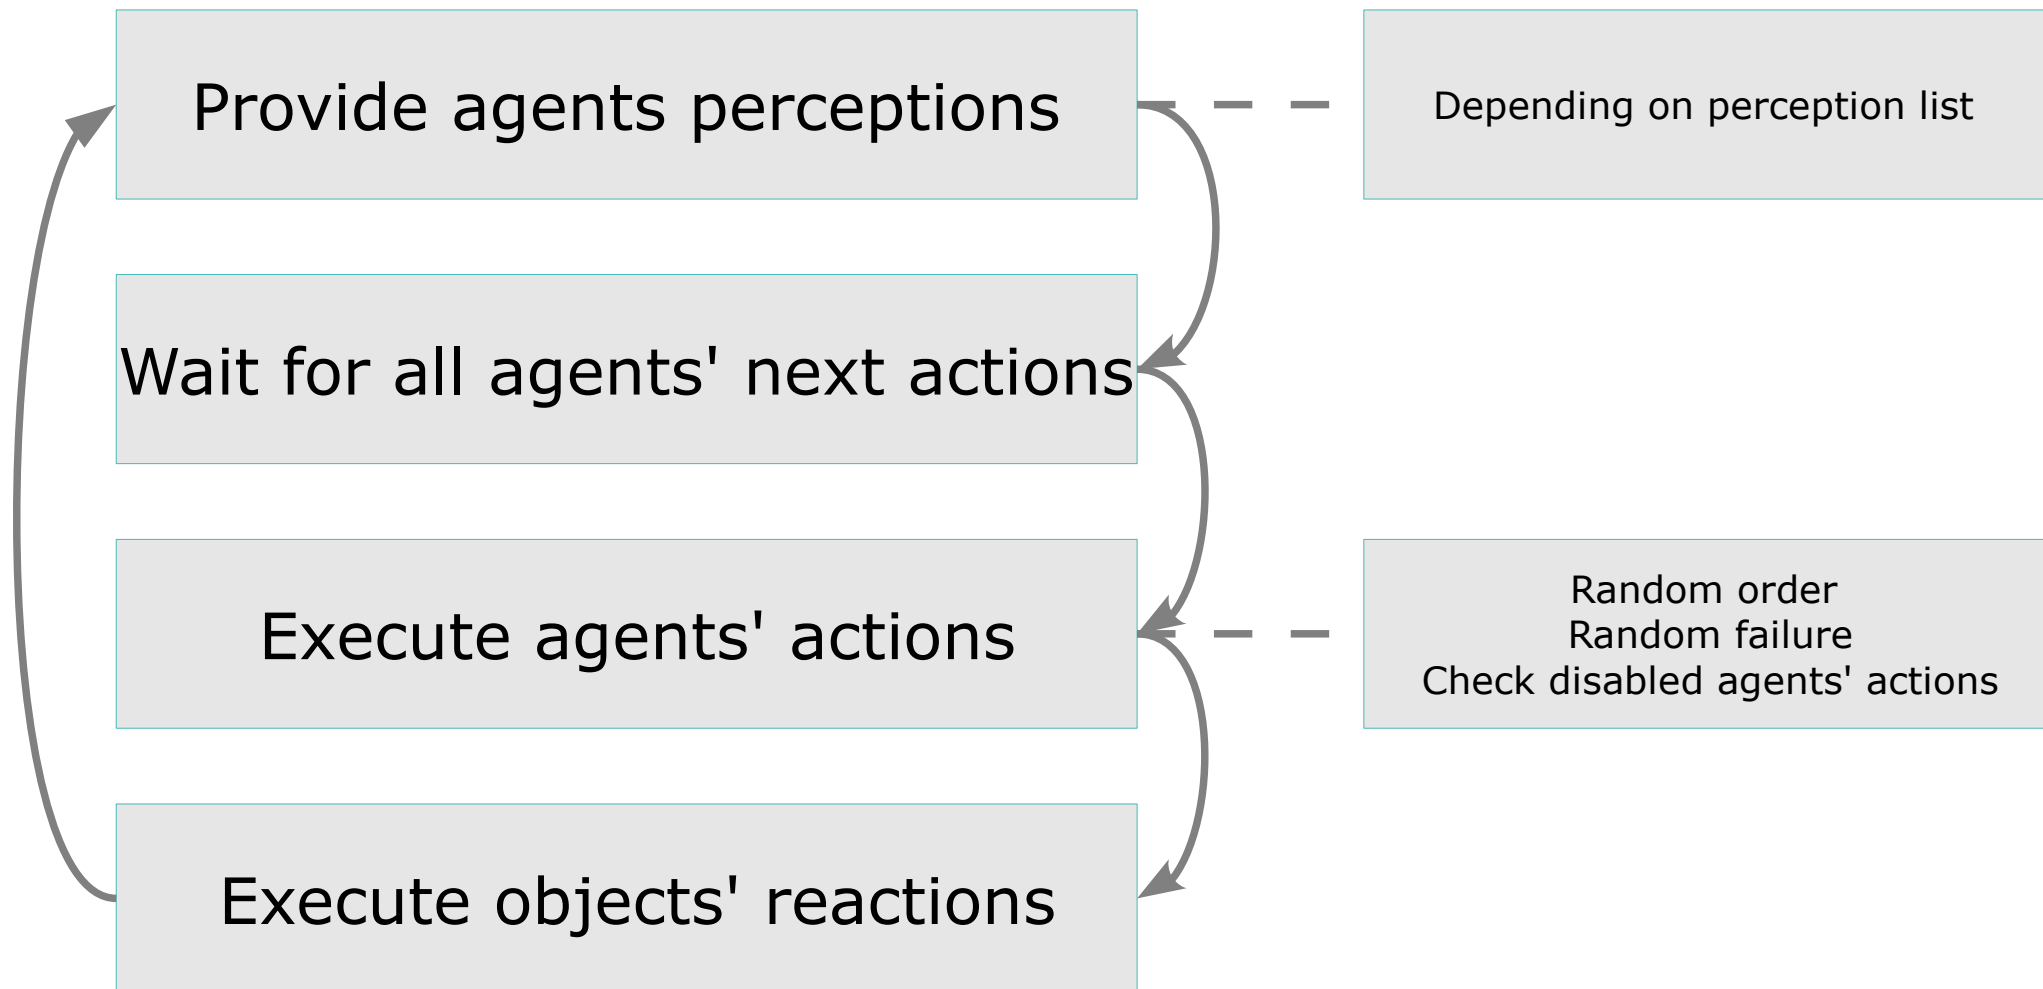 Provide agents perceptions
Depending on perception list
Wait for all agents' next actions
Execute agents' actions
Random order
Random failure
Check disabled agents' actions
Execute objects' reactions